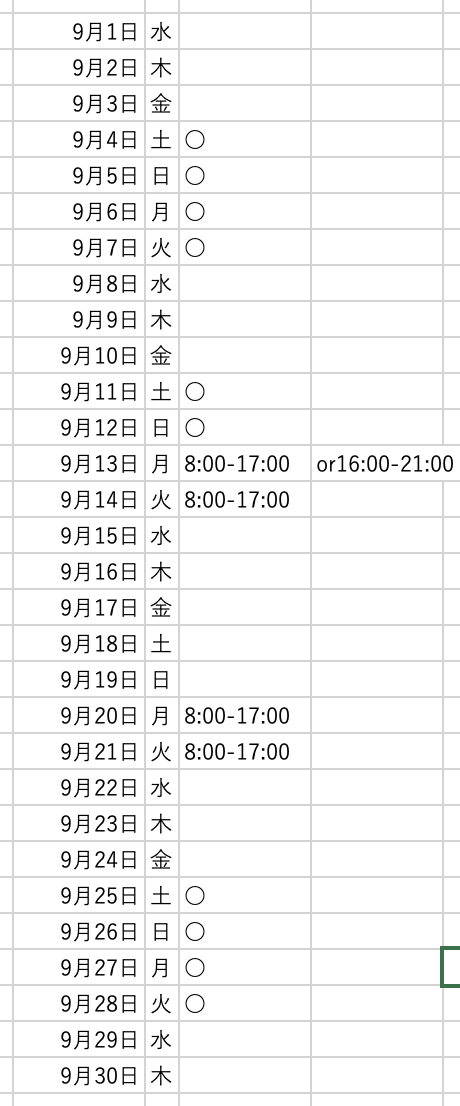 9月1日 水
9月2日 木
9月3日 金
9月4日 土 〇
9月5日 日 〇
9月6日 月 〇
9月7日 火 〇
9月8日 水
9月9日 木
9月10日 金
9月11日 土 〇
9月12日 日 〇
9月13日 月 8:00-17:00 or16:00-21:00
9月14日 火 8:00-17:00
9月15日 水
9月16日 木
9月17日 金
9月18日 土
9月19日 日
9月20日 月 8:00-17:00
9月21日 火 8:00-17:00
9月22日 水
9月23日 木
9月24日 金
9月25日 土 〇
9月26日 日 〇
9月27日 月 〇
9月28日 火 〇
9月29日 水
9月30日 木